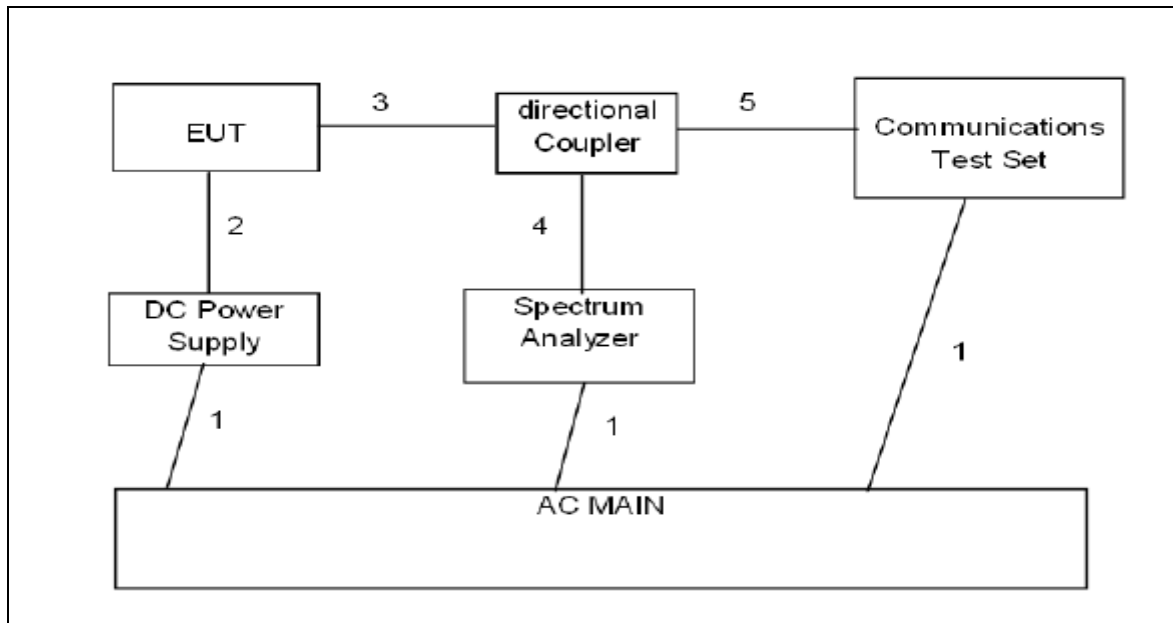 EUT
3
directional
Coupler
5
Communications
Test Set
2
4
DC Power
Supply
Spectrum
Analyzer
1
1
1
AC MAIN